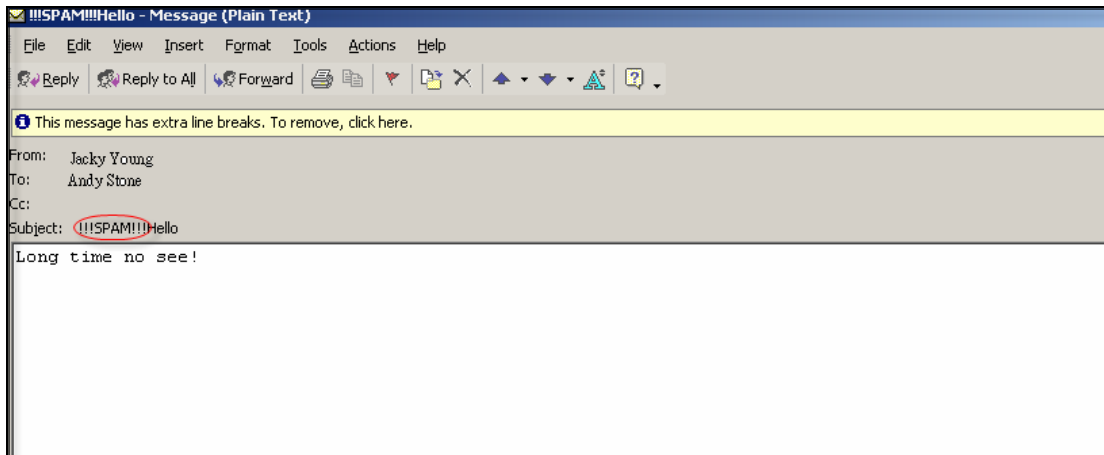 !!!SPAM!!!Hello - Message (Plain Text)
File Edit View Insert Format Tools Actions Help
Reply Reply to All Forward
This message has extra line breaks. To remove, click here.
From: Jacky Young
To: Andy Stone
Cc:
Subject: !!!SPAM!!!Hello
Long time no see!